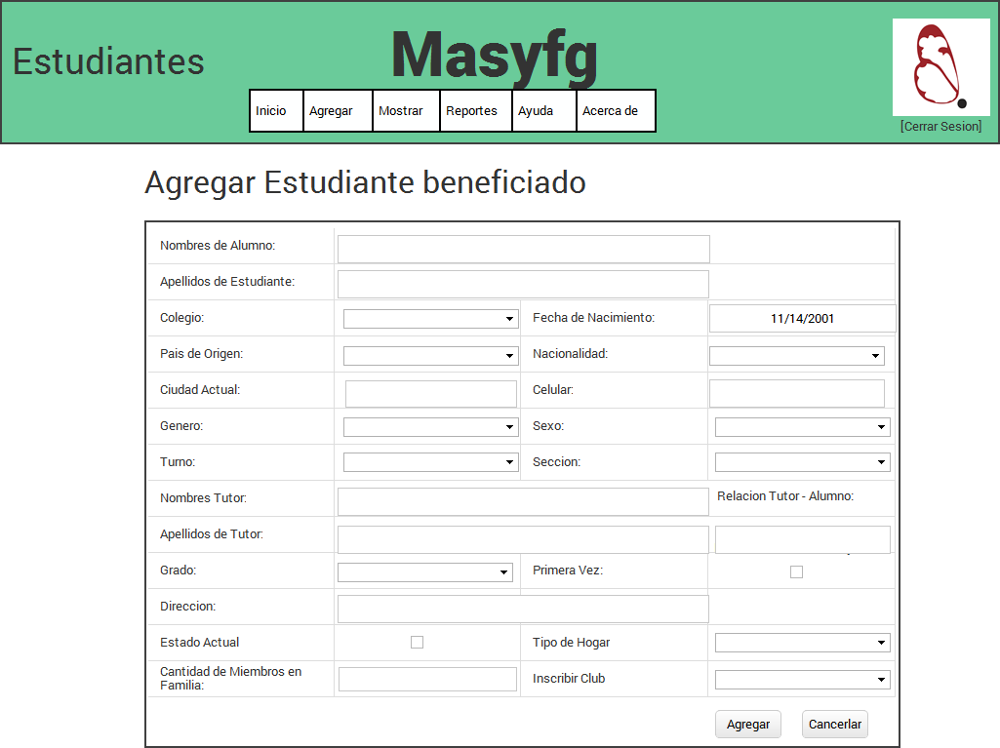 Estudiantes
Masyfg
Inicio Agregar Mostrar Reportes Ayuda Acerca de
[Cerrar Sesion]
Agregar Estudiante beneficiado
Nombres de Alumno:
Apellidos de Estudiante:
Colegio: Fecha de Nacimiento: 11/14/2001
Pais de Origen: Nacionalidad:
Ciudad Actual: Celular:
Genero: Sexo:
Turno: Seccion:
Nombres Tutor: Relacion Tutor - Alumno:
Apellidos de Tutor:
Grado: Primera Vez:
Direccion:
Estado Actual Tipo de Hogar
Cantidad de Miembros en
Familia: Inscribir Club
Agregar Cancerlar